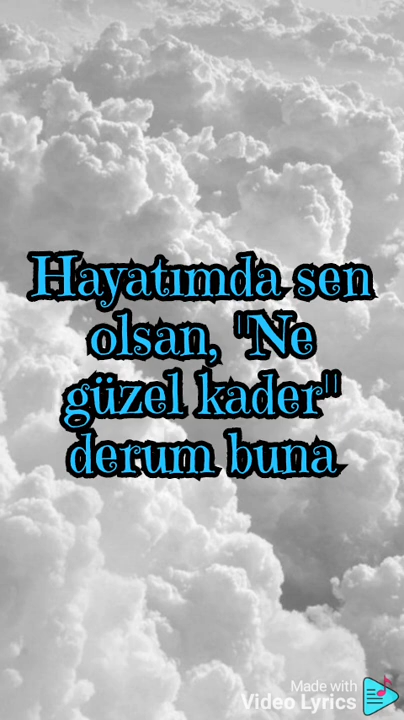 Hayatımda sen
olsan, "Ne
güzel kader"
derum buna
Made with
Video Lyrics